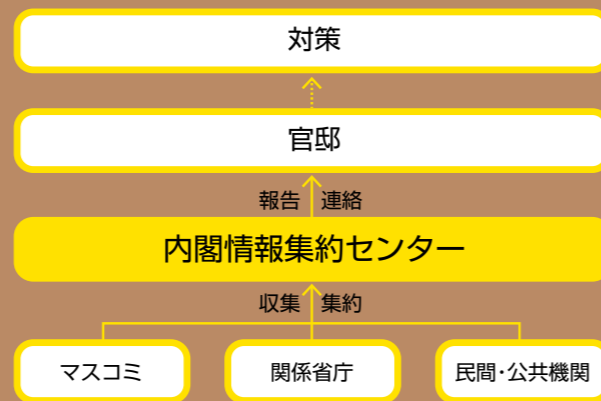 対策
官邸
報告 連絡
内閣情報集約センター
収集 集約
マスコミ
関係省庁
民間・公共機関